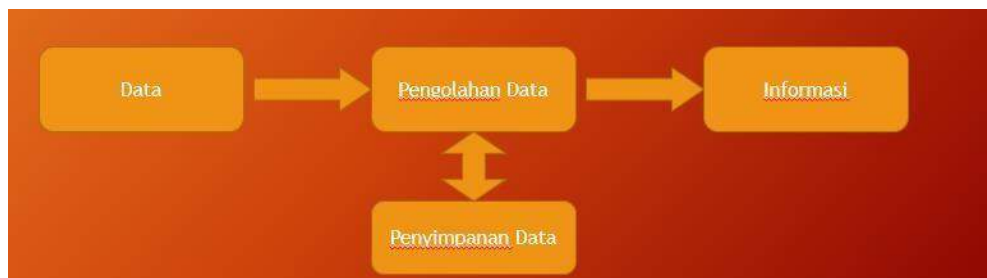 Data
Pengolahan Data
Informasi
Penyimpanan Data